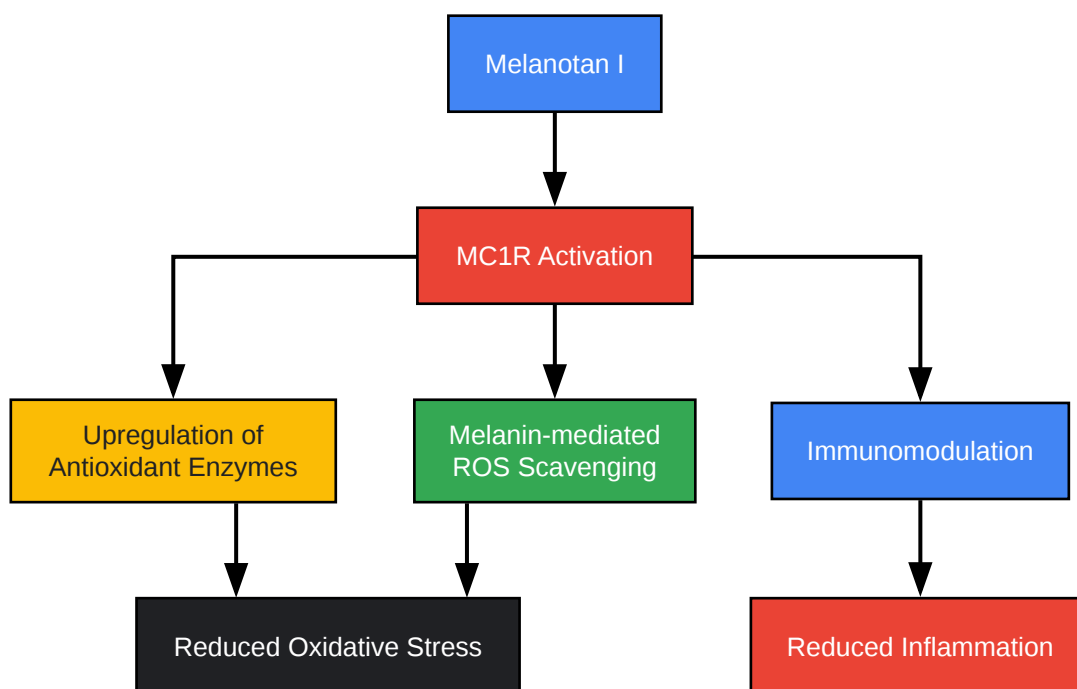 Melanotan I
MC1R Activation
Upregulation of
Antioxidant Enzymes
Melanin-mediated
ROS Scavenging
Immunomodulation
Reduced Oxidative Stress
Reduced Inflammation